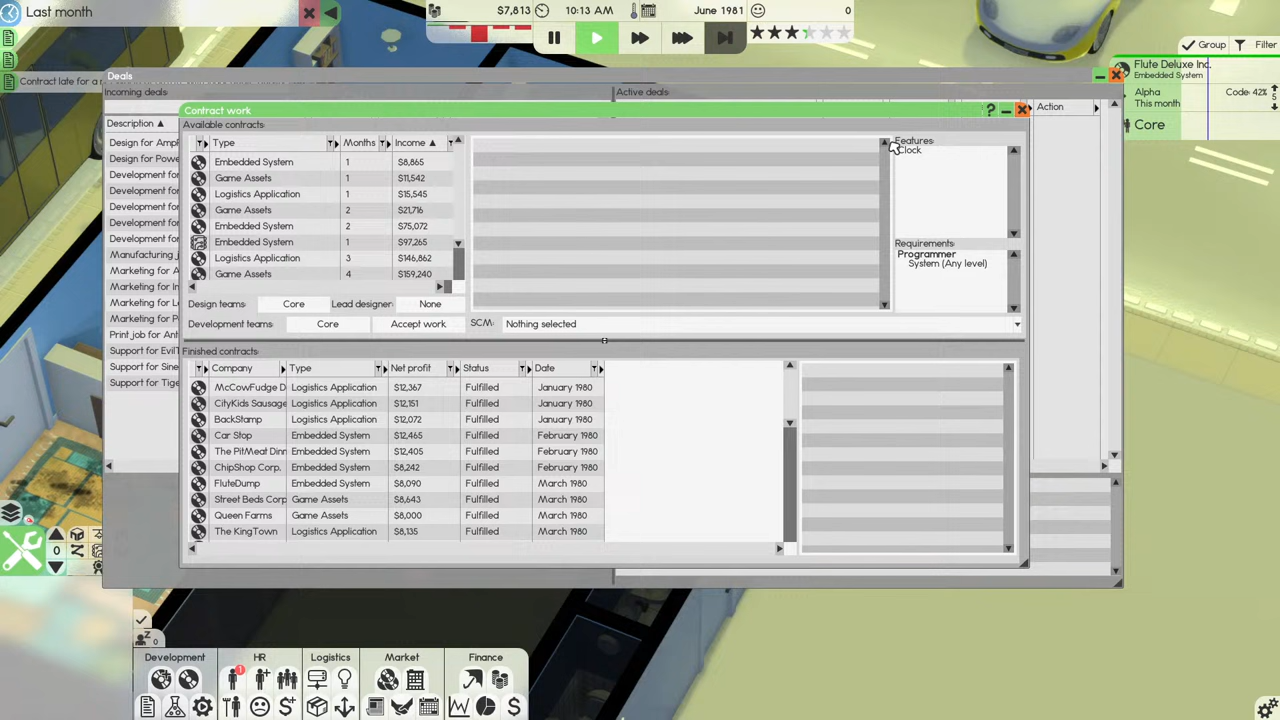 Last month
$7,813
10:13 AM
June 1981
0
Group
Filter
Contract late for a
Flute Deluxe Inc.
Embedded System
Alpha
This month
Code: 42%
5
Core
Deals
Incoming deals:
Active deals:
Action
Description
Design for Amp
Design for Powe
Development for
Development for
Development for
Development for
Development for
Manufacturing j
Marketing for A
Marketing for In
Marketing for Le
Marketing for P
Print job for Ant
Support for EvilT
Support for Sine
Support for Tige
Contract work
?
Available contracts:
Type Months Income
Embedded System 1 $8,865
Game Assets 1 $11,542
Logistics Application 1 $15,545
Game Assets 2 $21,716
Embedded System 2 $75,072
Embedded System 1 $97,265
Logistics Application 3 $146,862
Game Assets 4 $159,240
Features:
Clock
Requirements:
Programmer
System (Any level)
Design teams: Core Lead designer: None
Development teams: Core Accept work SCM: Nothing selected
Finished contracts:
Company Type Net profit Status Date
McCowFudge D Logistics Application $12,367 Fulfilled January 1980
CityKids Sausage Logistics Application $12,151 Fulfilled January 1980
BackStamp Logistics Application $12,072 Fulfilled January 1980
Car Stop Embedded System $12,465 Fulfilled February 1980
The PitMeat Dinn Embedded System $12,405 Fulfilled February 1980
ChipShop Corp. Embedded System $8,242 Fulfilled February 1980
FluteDump Embedded System $8,090 Fulfilled March 1980
Street Beds Corp Game Assets $8,643 Fulfilled March 1980
Queen Farms Game Assets $8,000 Fulfilled March 1980
The KingTown Logistics Application $8,135 Fulfilled March 1980
0
Z 0
Development HR Logistics Market Finance
1